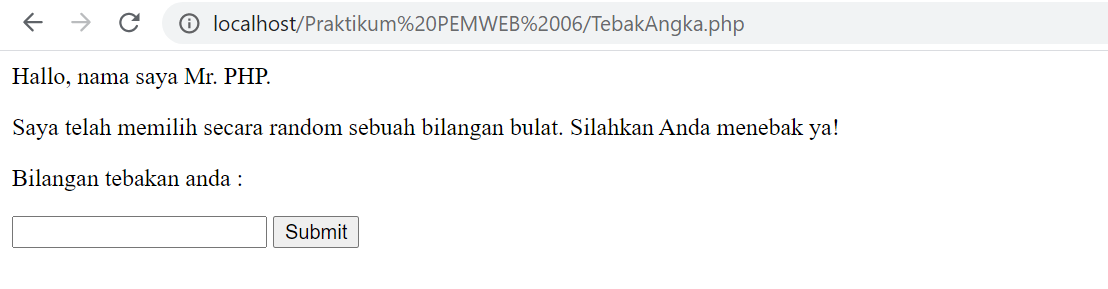 localhost/Praktikum%20PEMWEB%2006/TebakAngka.php
Hallo, nama saya Mr. PHP.
Saya telah memilih secara random sebuah bilangan bulat. Silahkan Anda menebak ya!
Bilangan tebakan anda :
Submit